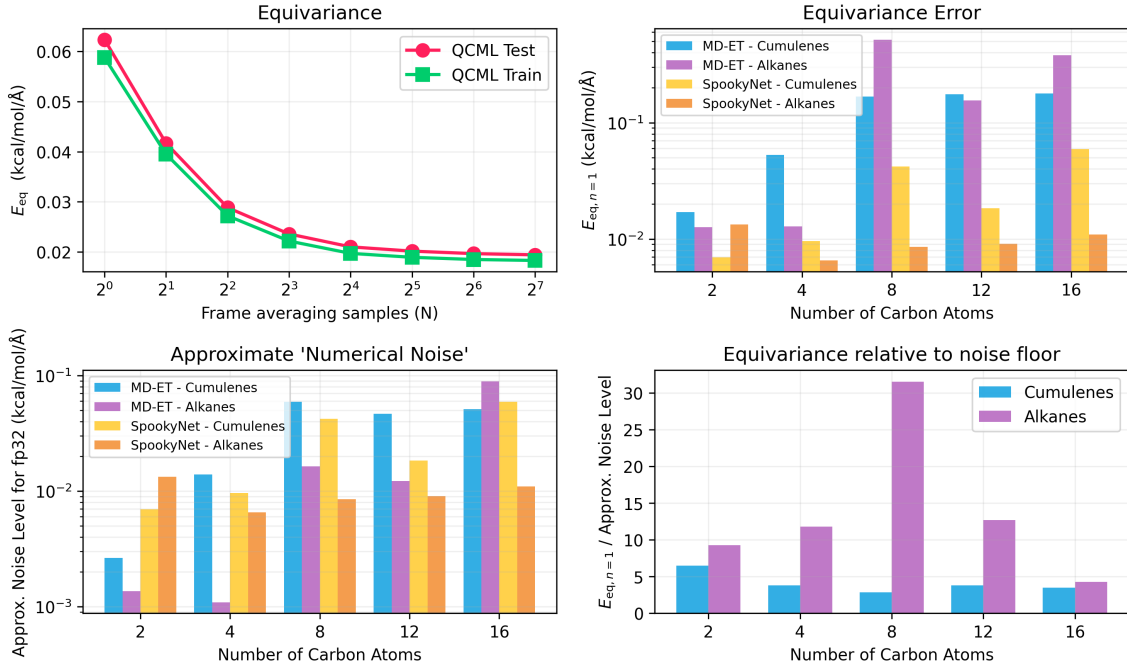 Equivariance
E_eq (kcal/mol/Å)
0.06
0.05
0.04
0.03
0.02
QCML Test
QCML Train
2^0 2^1 2^2 2^3 2^4 2^5 2^6 2^7
Frame averaging samples (N)
Equivariance Error
E_eq, n = 1 (kcal/mol/Å)
10^−1
10^−2
MD-ET - Cumulenes
MD-ET - Alkanes
SpookyNet - Cumulenes
SpookyNet - Alkanes
2 4 8 12 16
Number of Carbon Atoms
Approximate 'Numerical Noise'
Approx. Noise Level for fp32 (kcal/mol/Å)
10^−1
10^−2
10^−3
MD-ET - Cumulenes
MD-ET - Alkanes
SpookyNet - Cumulenes
SpookyNet - Alkanes
2 4 8 12 16
Number of Carbon Atoms
Equivariance relative to noise floor
E_eq, n = 1 / Approx. Noise Level
30
25
20
15
10
5
0
Cumulenes
Alkanes
2 4 8 12 16
Number of Carbon Atoms